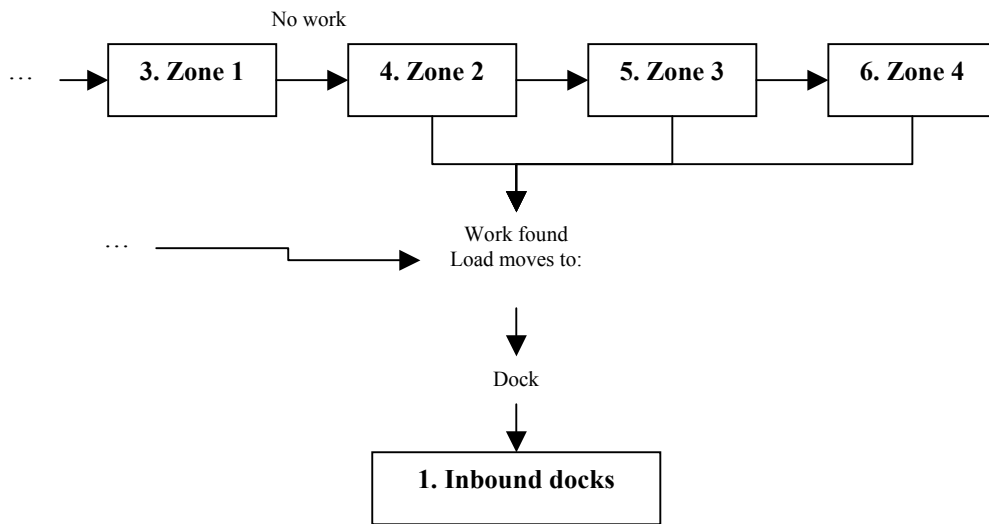 No work
… 3. Zone 1 4. Zone 2 5. Zone 3 6. Zone 4
… Work found
Load moves to:
Dock
1. Inbound docks